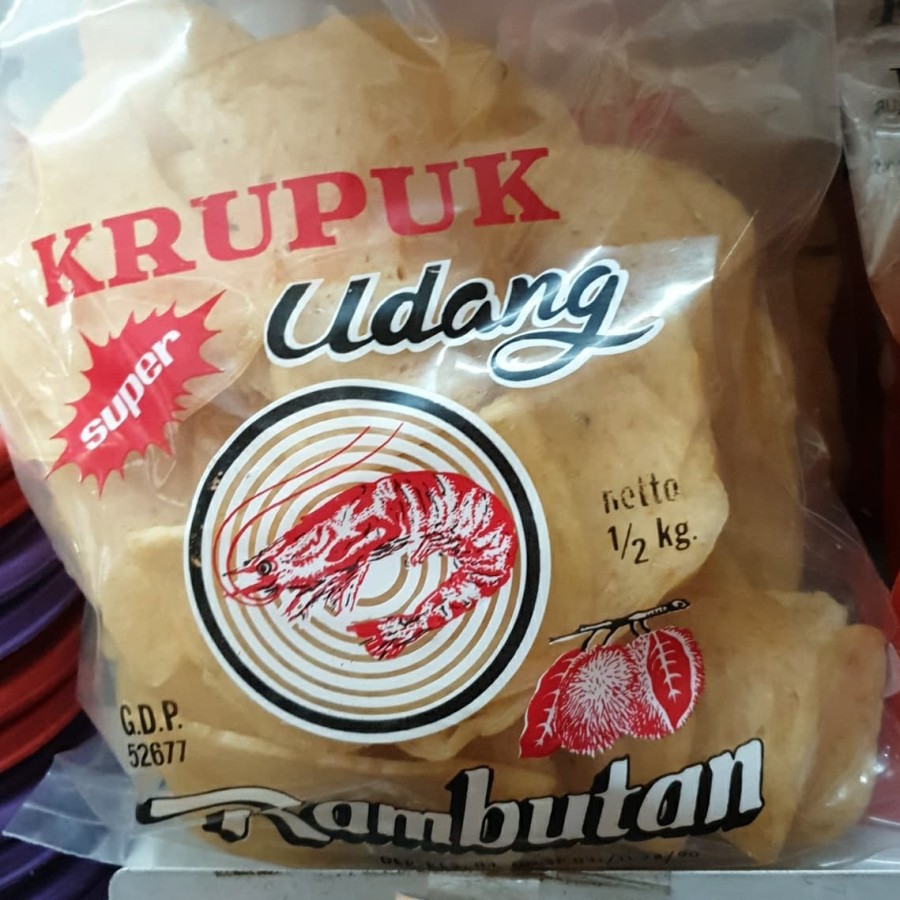 KRUPUK
Udang
super
netto
1/2 kg.
G.D.P.
52677
Rambutan